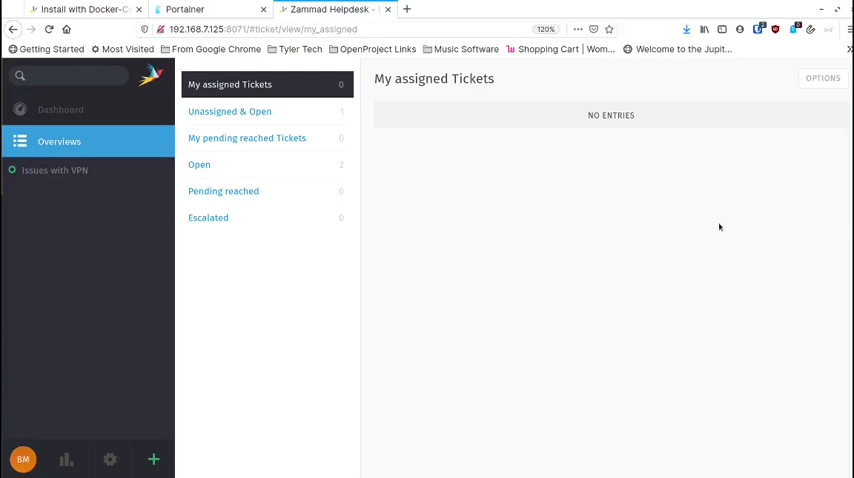 Install with Docker-C
Portainer
Zammad Helpdesk -
192.168.7.125:8071/#ticket/view/my_assigned
120%
Getting Started
Most Visited
From Google Chrome
Tyler Tech
OpenProject Links
Music Software
Shopping Cart | Wom...
Welcome to the Jupit...
Dashboard
Overviews
Issues with VPN
BM
My assigned Tickets 0
Unassigned & Open 1
My pending reached Tickets 0
Open 2
Pending reached 0
Escalated 0
My assigned Tickets
OPTIONS
NO ENTRIES